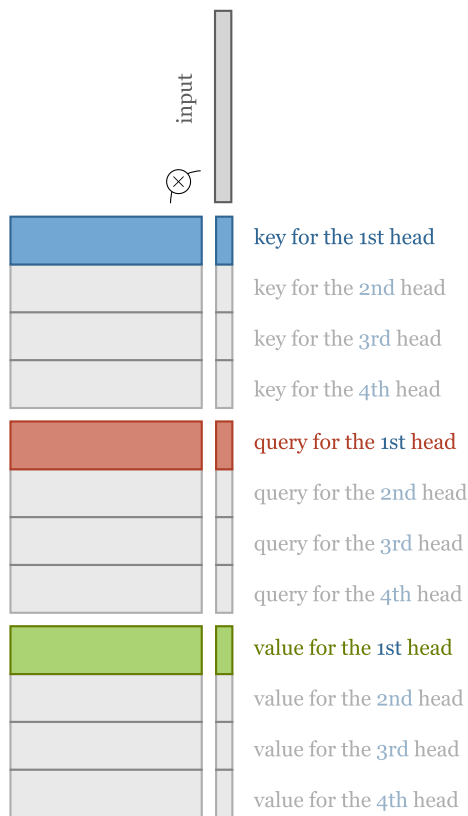 input
key for the 1st head
key for the 2nd head
key for the 3rd head
key for the 4th head
query for the 1st head
query for the 2nd head
query for the 3rd head
query for the 4th head
value for the 1st head
value for the 2nd head
value for the 3rd head
value for the 4th head